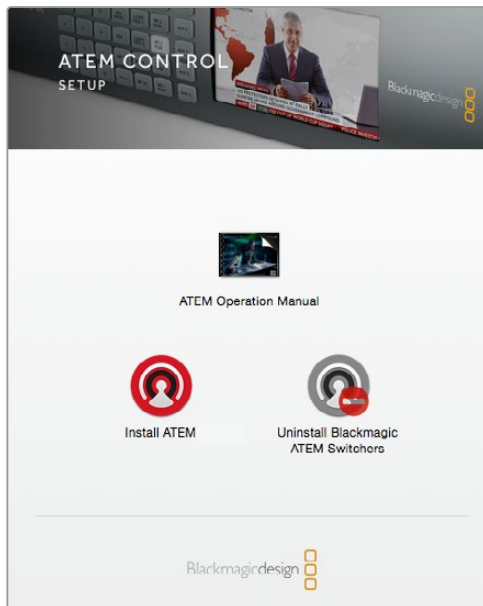 ATEM CONTROL
SETUP
Blackmagicdesign
ATEM Operation Manual
Install ATEM
Uninstall Blackmagic
ATEM Switchers
Blackmagicdesign